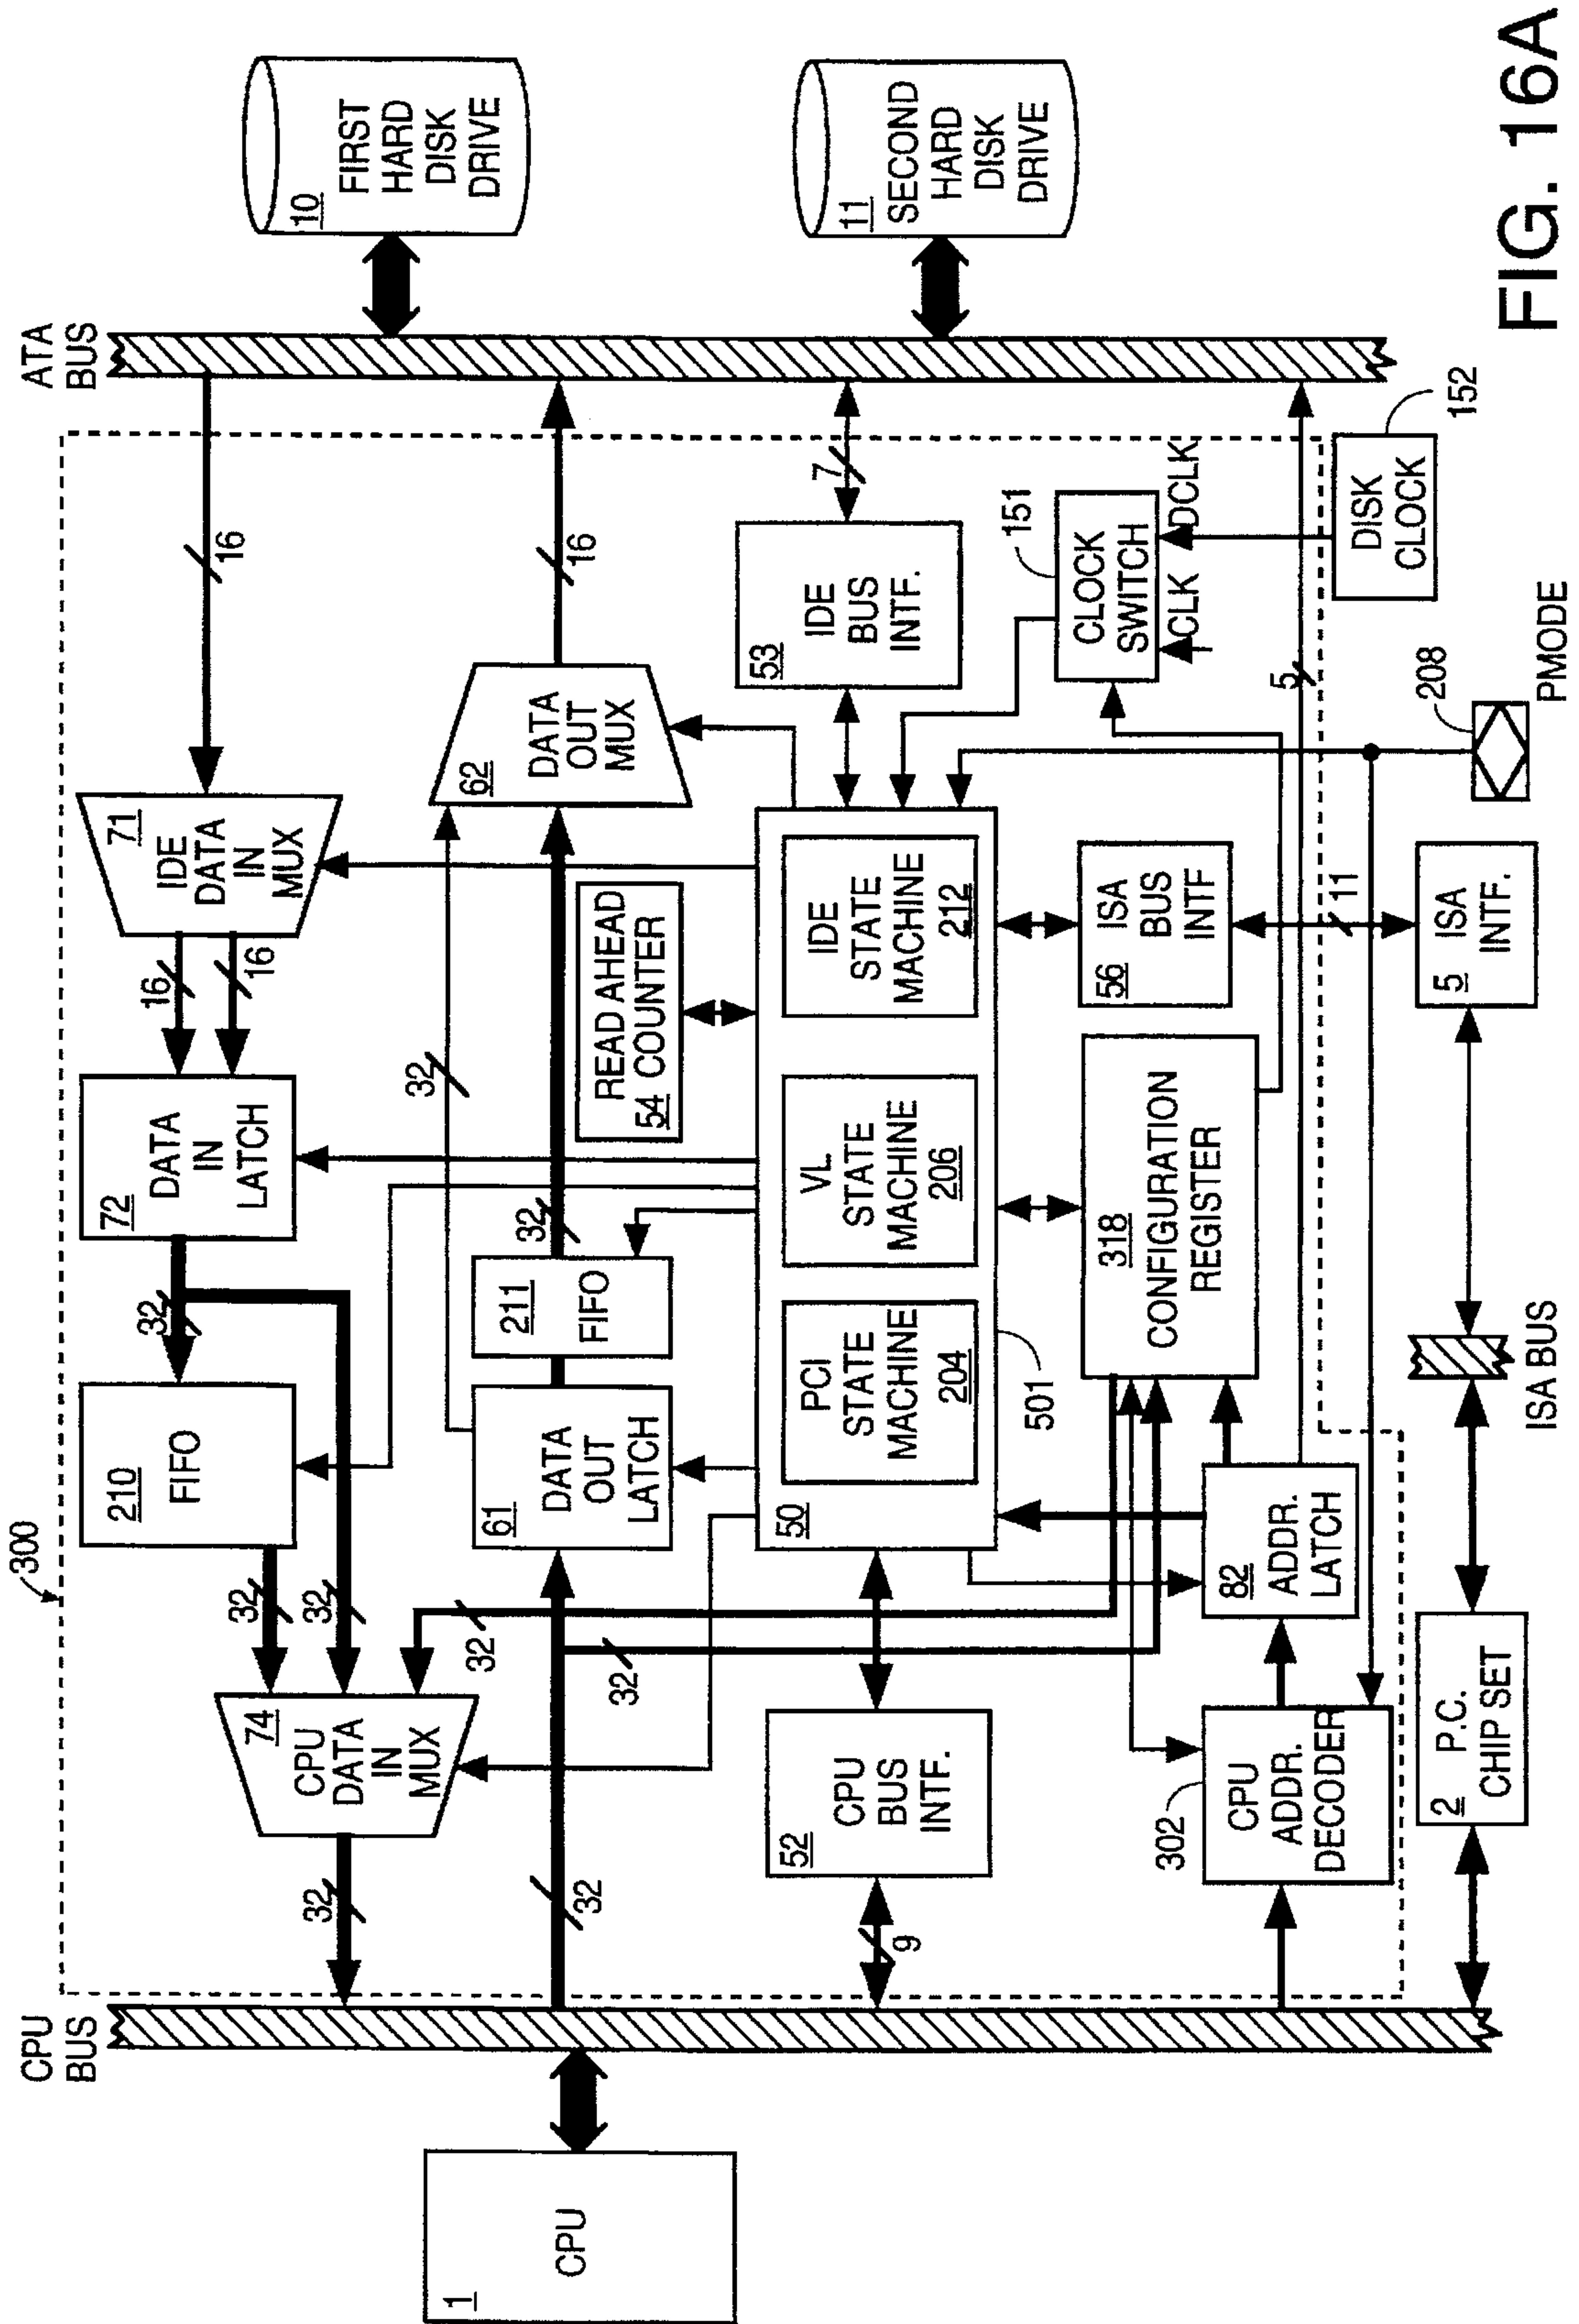 CPU
BUS
ATA
BUS
300
1
CPU
32
74
CPU
DATA
IN
MUX
32
32
32
210
FIFO
32
72
DATA
IN
LATCH
16
16
71
IDE
DATA
IN
MUX
16
10
FIRST
HARD
DISK
DRIVE
32
32
61
DATA
OUT
LATCH
211
FIFO
32
32
READ AHEAD
54 COUNTER
62
DATA
OUT
MUX
16
11
SECOND
HARD
DISK
DRIVE
9
52
CPU
BUS
INTF.
50
PCI
STATE
MACHINE
204
VL
STATE
MACHINE
206
IDE
STATE
MACHINE
212
501
53
IDE
BUS
INTF.
7
302
CPU
ADDR.
DECODER
82
ADDR.
LATCH
318
CONFIGURATION
REGISTER
56
ISA
BUS
INTF
151
CLOCK
SWITCH
CLK
DCLK
5
11
152
DISK
CLOCK
2
P.C.
CHIP SET
ISA BUS
5
ISA
INTF.
208
PMODE
FIG. 16A